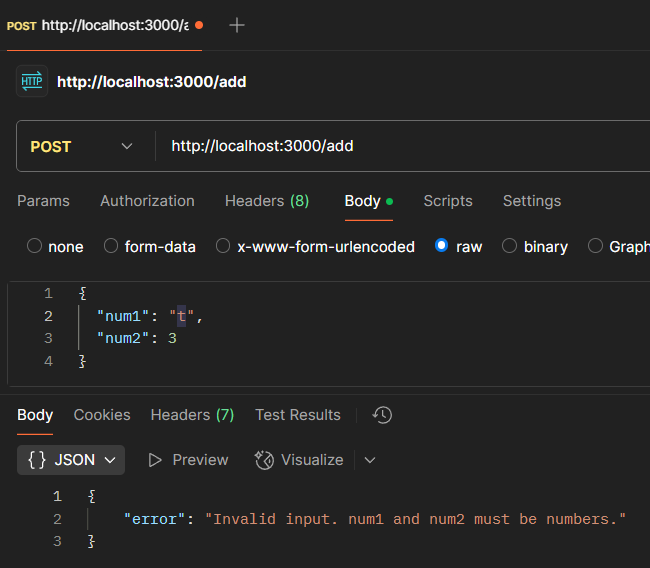 POST http://localhost:3000/a
HTTP http://localhost:3000/add
POST http://localhost:3000/add
Params Authorization Headers (8) Body Scripts Settings
none form-data x-www-form-urlencoded raw binary Graph
1 {
2 "num1": "t",
3 "num2": 3
4 }
Body Cookies Headers (7) Test Results
{} JSON Preview Visualize
1 {
2 "error": "Invalid input. num1 and num2 must be numbers."
3 }